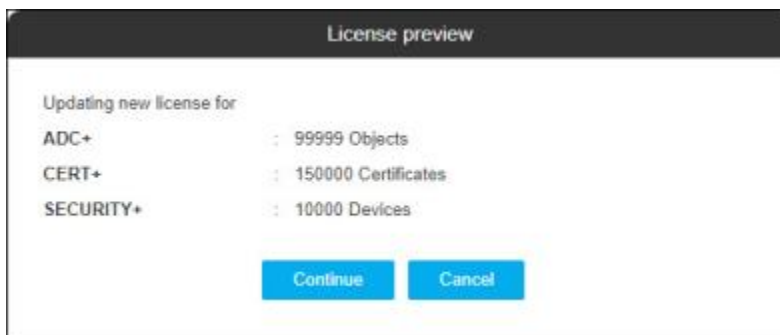 License preview
Updating new license for
ADC+ : 99999 Objects
CERT+ : 150000 Certificates
SECURITY+ : 10000 Devices
Continue Cancel